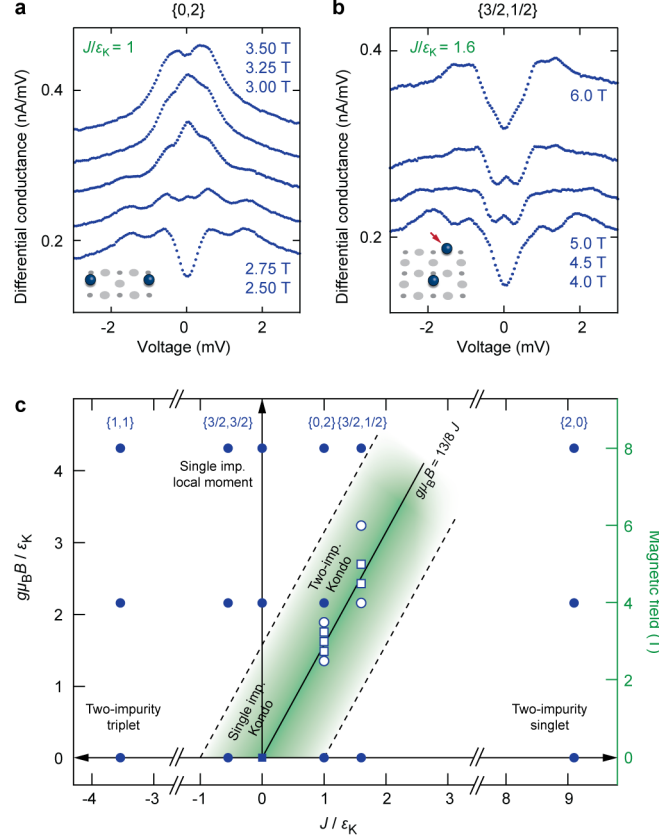 a
{0,2}
J/εK = 1
3.50 T
3.25 T
3.00 T
2.75 T
2.50 T
0.4
0.2
Differential conductance (nA/mV)
-2
0
2
Voltage (mV)
b
{3/2,1/2}
J/εK = 1.6
6.0 T
5.0 T
4.5 T
4.0 T
0.4
0.2
Differential conductance (nA/mV)
-2
0
2
Voltage (mV)
c
{1,1}
{3/2,3/2}
{0,2}
{3/2,1/2}
{2,0}
Single imp.
local moment
gμBB = 13/8 J
Two-imp.
Kondo
Single imp.
Kondo
Two-impurity
triplet
Two-impurity
singlet
4
3
2
1
0
gμBB / εK
8
6
4
2
0
Magnetic field (T)
-4
-3
-1
0
1
2
3
8
9
J / εK